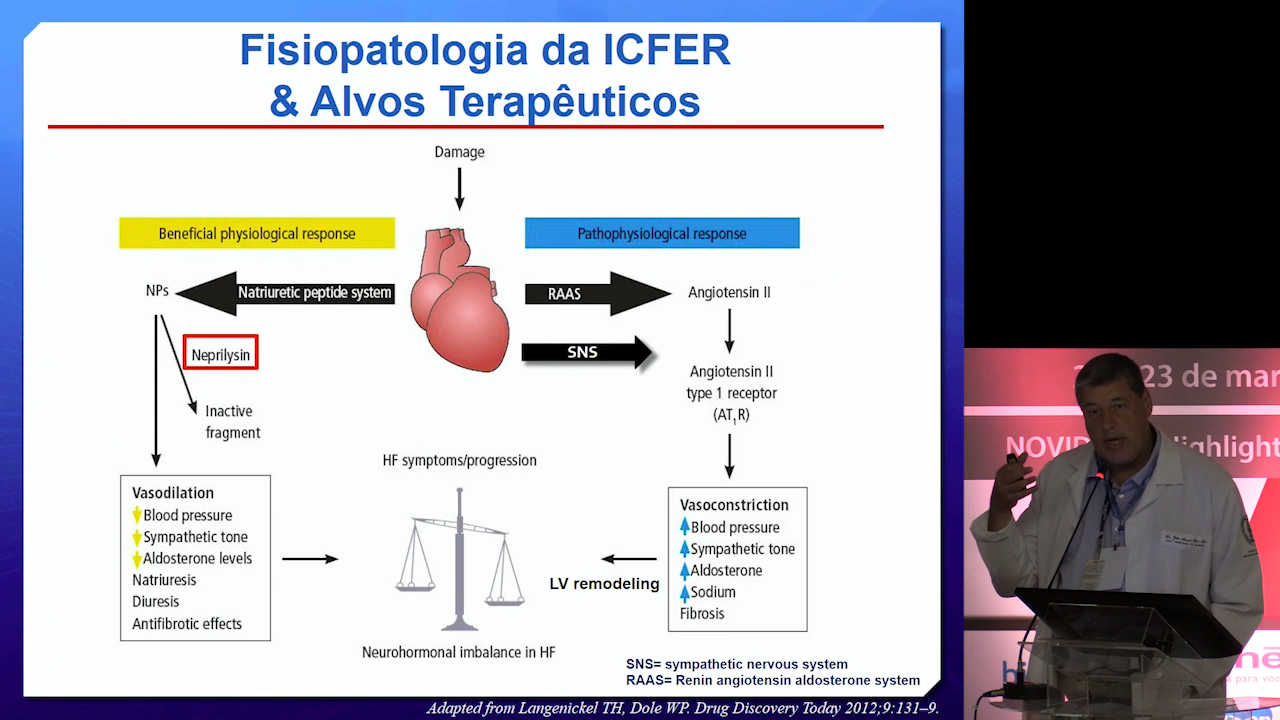 Fisiopatologia da ICFER
& Alvos Terapêuticos
Damage
Beneficial physiological response
Pathophysiological response
NPs
Natriuretic peptide system
RAAS
Angiotensin II
Neprilysin
SNS
Angiotensin II
type 1 receptor
(AT1R)
Inactive
fragment
HF symptoms/progression
Vasodilation
Blood pressure
Sympathetic tone
Aldosterone levels
Natriuresis
Diuresis
Antifibrotic effects
Vasoconstriction
Blood pressure
Sympathetic tone
Aldosterone
Sodium
Fibrosis
LV remodeling
Neurohormonal imbalance in HF
SNS= sympathetic nervous system
RAAS= Renin angiotensin aldosterone system
Adapted from Langenickel TH, Dole WP. Drug Discovery Today 2012;9:131–9.
23 de mar
NOVID
ighlight